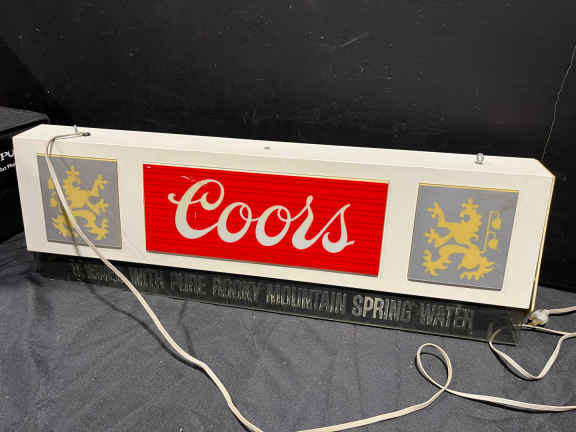 Coors
WITH PURE ROCKY MOUNTAIN SPRING WATER